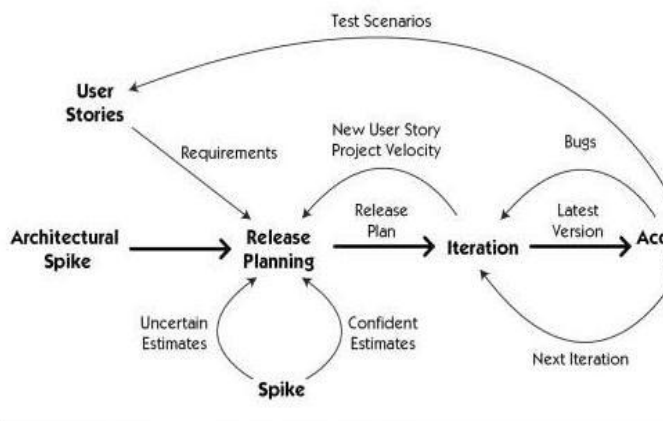 Test Scenarios
User
Stories
Requirements
New User Story
Project Velocity
Bugs
Architectural
Spike
Release
Planning
Release
Plan
Iteration
Latest
Version
Uncertain
Estimates
Confident
Estimates
Next Iteration
Spike